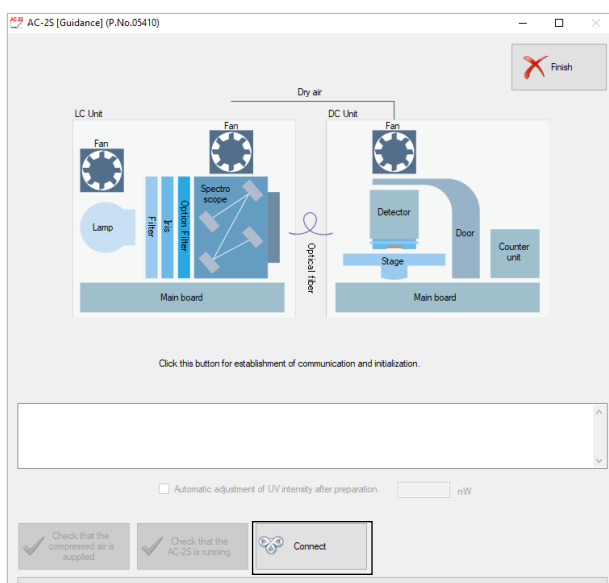 AC-2S [Guidance] (P.No.05410)
Finish
Dry air
LC Unit
DC Unit
Fan
Fan
Fan
Spectro
scope
Lamp
Filter
Iris
Option Filter
Optical fiber
Detector
Door
Stage
Counter
unit
Main board
Main board
Click this button for establishment of communication and initialization.
Automatic adjustment of UV intensity after preparation.
nW
Check that the
compressed air is
supplied.
Check that the
AC-2S is running.
Connect